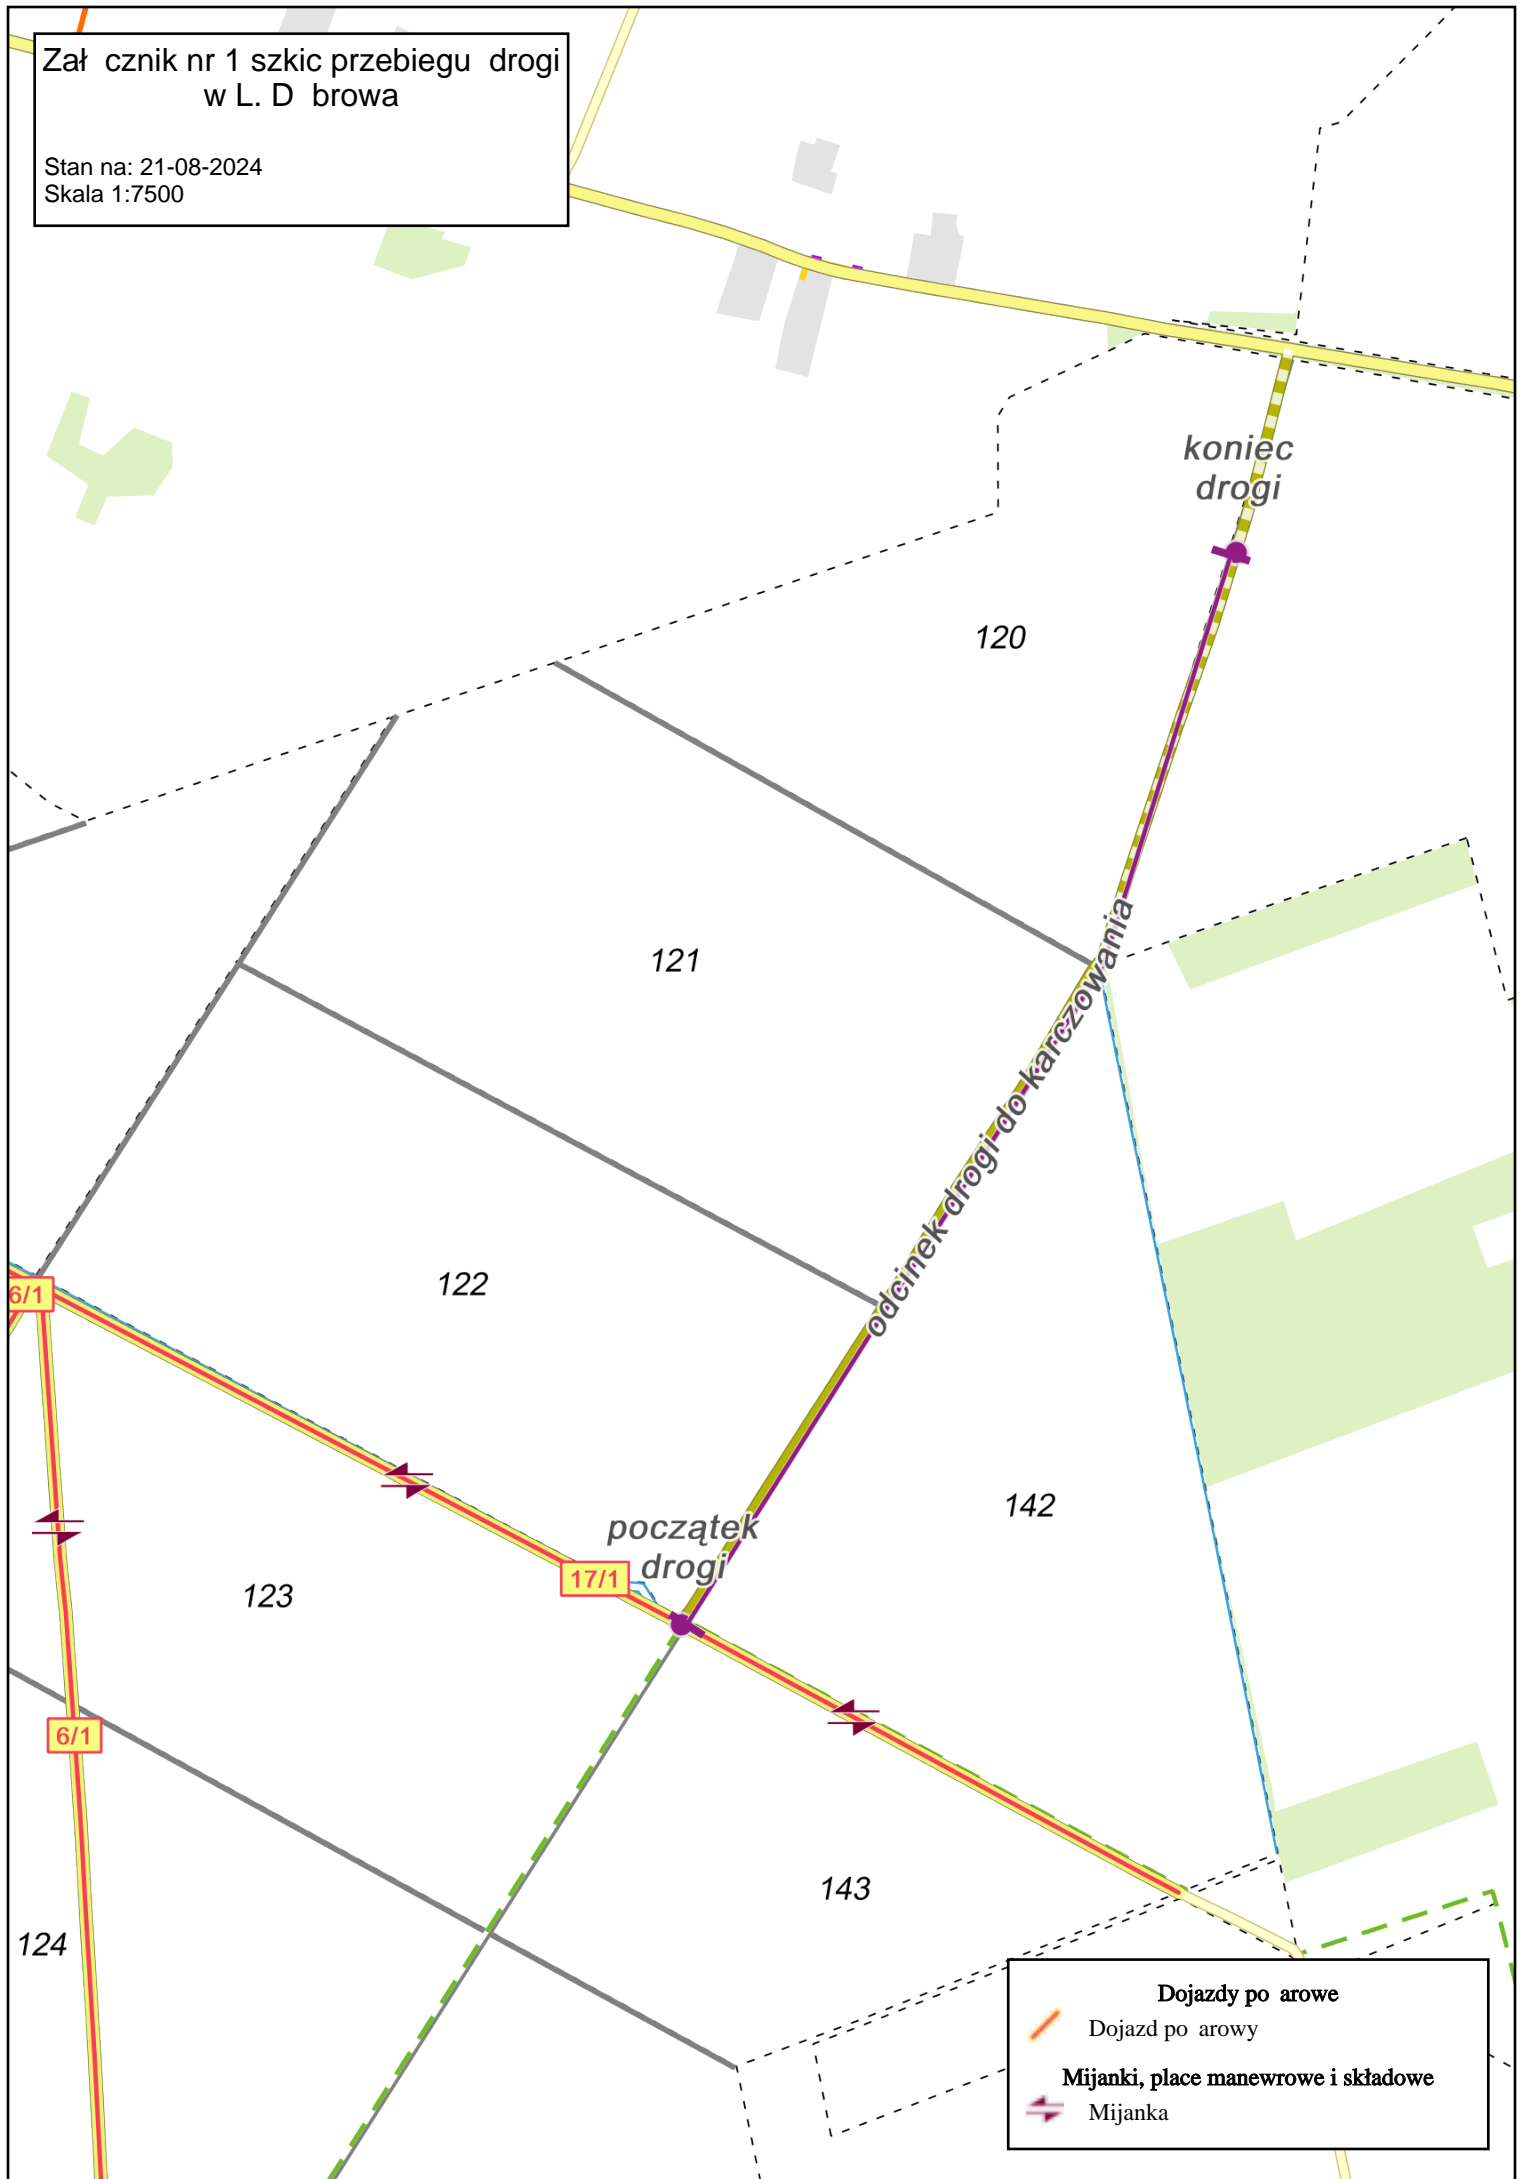 Zał cznik nr 1 szkic przebiegu drogi
w L. D browa
Stan na: 21-08-2024
Skala 1:7500
koniec
drogi
120
121
odcinek drogi do karczowania
122
6/1
142
początek
drogi
17/1
123
6/1
143
124
Dojazdy po arowe
Dojazd po arowy
Mijanki, place manewrowe i składowe
Mijanka